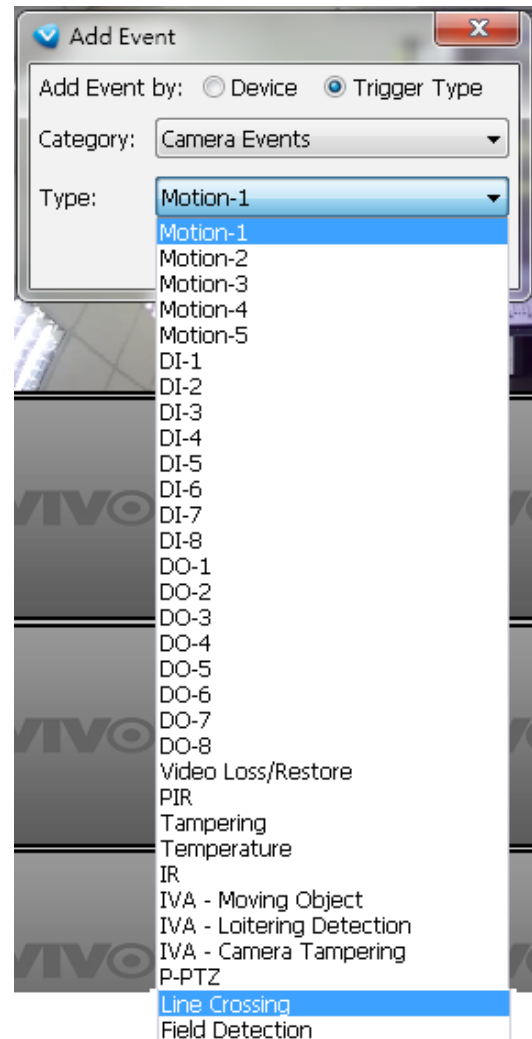 Add Event
Add Event by: Device Trigger Type
Category: Camera Events
Type: Motion-1
Motion-1
Motion-2
Motion-3
Motion-4
Motion-5
DI-1
DI-2
DI-3
DI-4
DI-5
DI-6
DI-7
DI-8
DO-1
DO-2
DO-3
DO-4
DO-5
DO-6
DO-7
DO-8
Video Loss/Restore
PIR
Tampering
Temperature
IR
IVA - Moving Object
IVA - Loitering Detection
IVA - Camera Tampering
P-PTZ
Line Crossing
Field Detection
VIVO
VIVO
VIVO